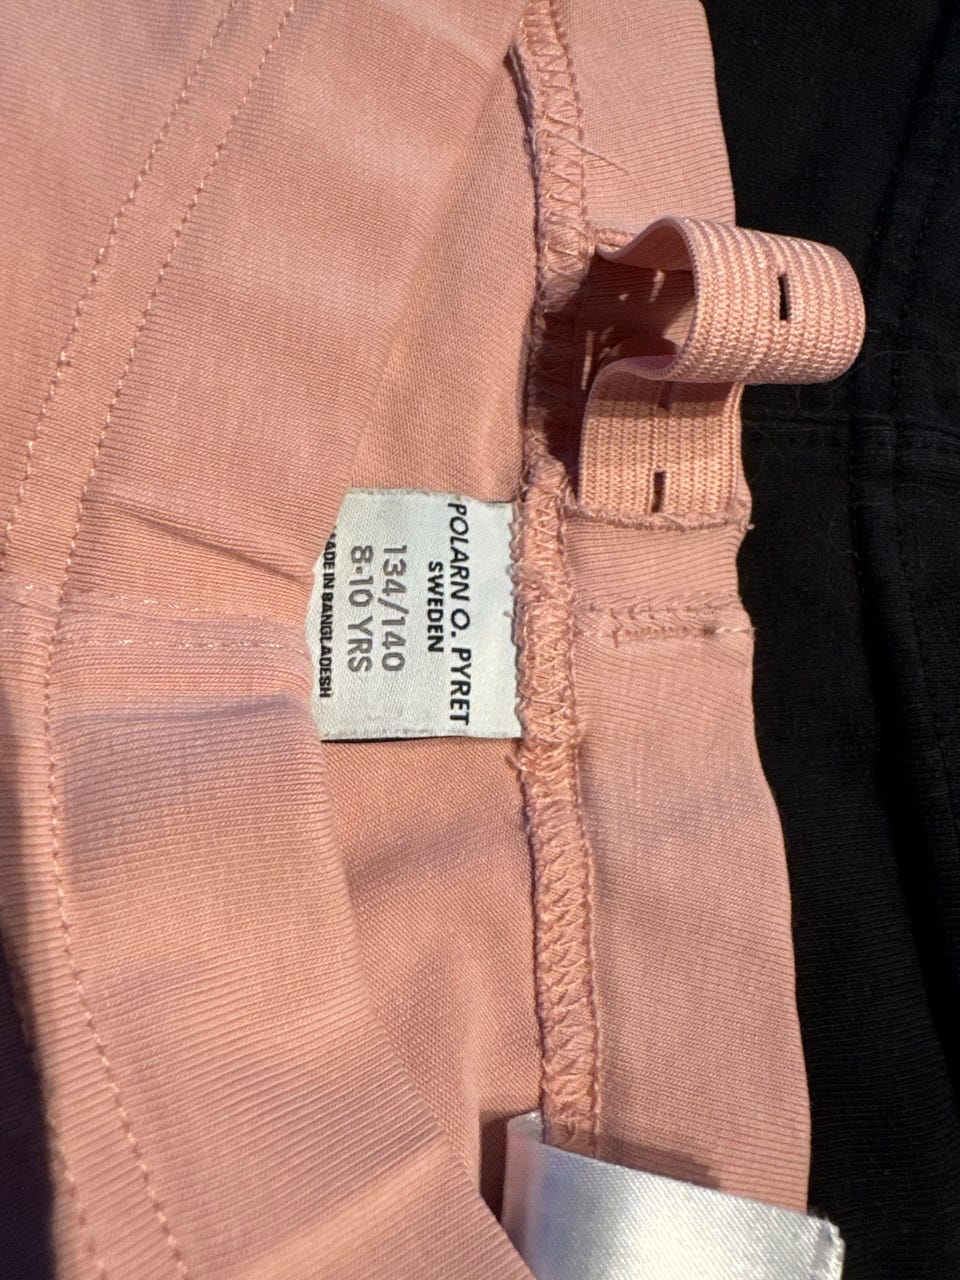 POLARN O. PYRET
SWEDEN
134/140
8-10 YRS
MADE IN BANGLADESH